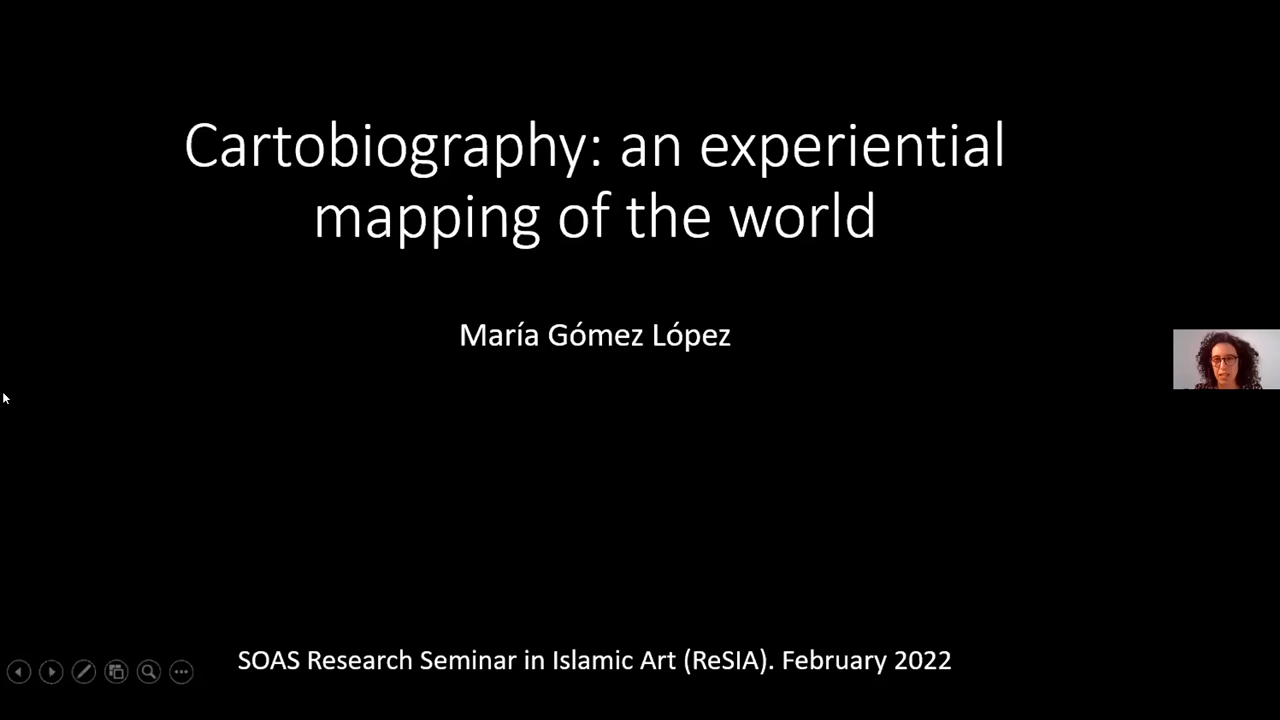 Cartobiography: an experiential
mapping of the world
María Gómez López
SOAS Research Seminar in Islamic Art (ReSIA). February 2022